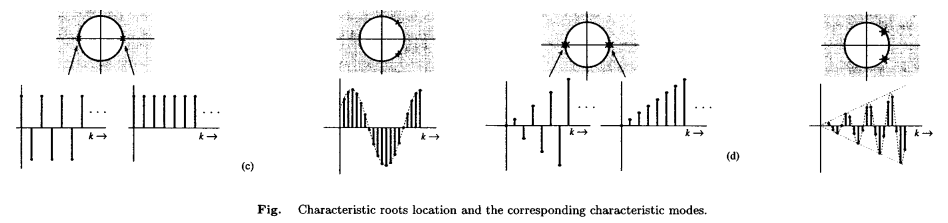 ... ...
k → k → k → k → k → k →
(c) (d)
Fig. Characteristic roots location and the corresponding characteristic modes.